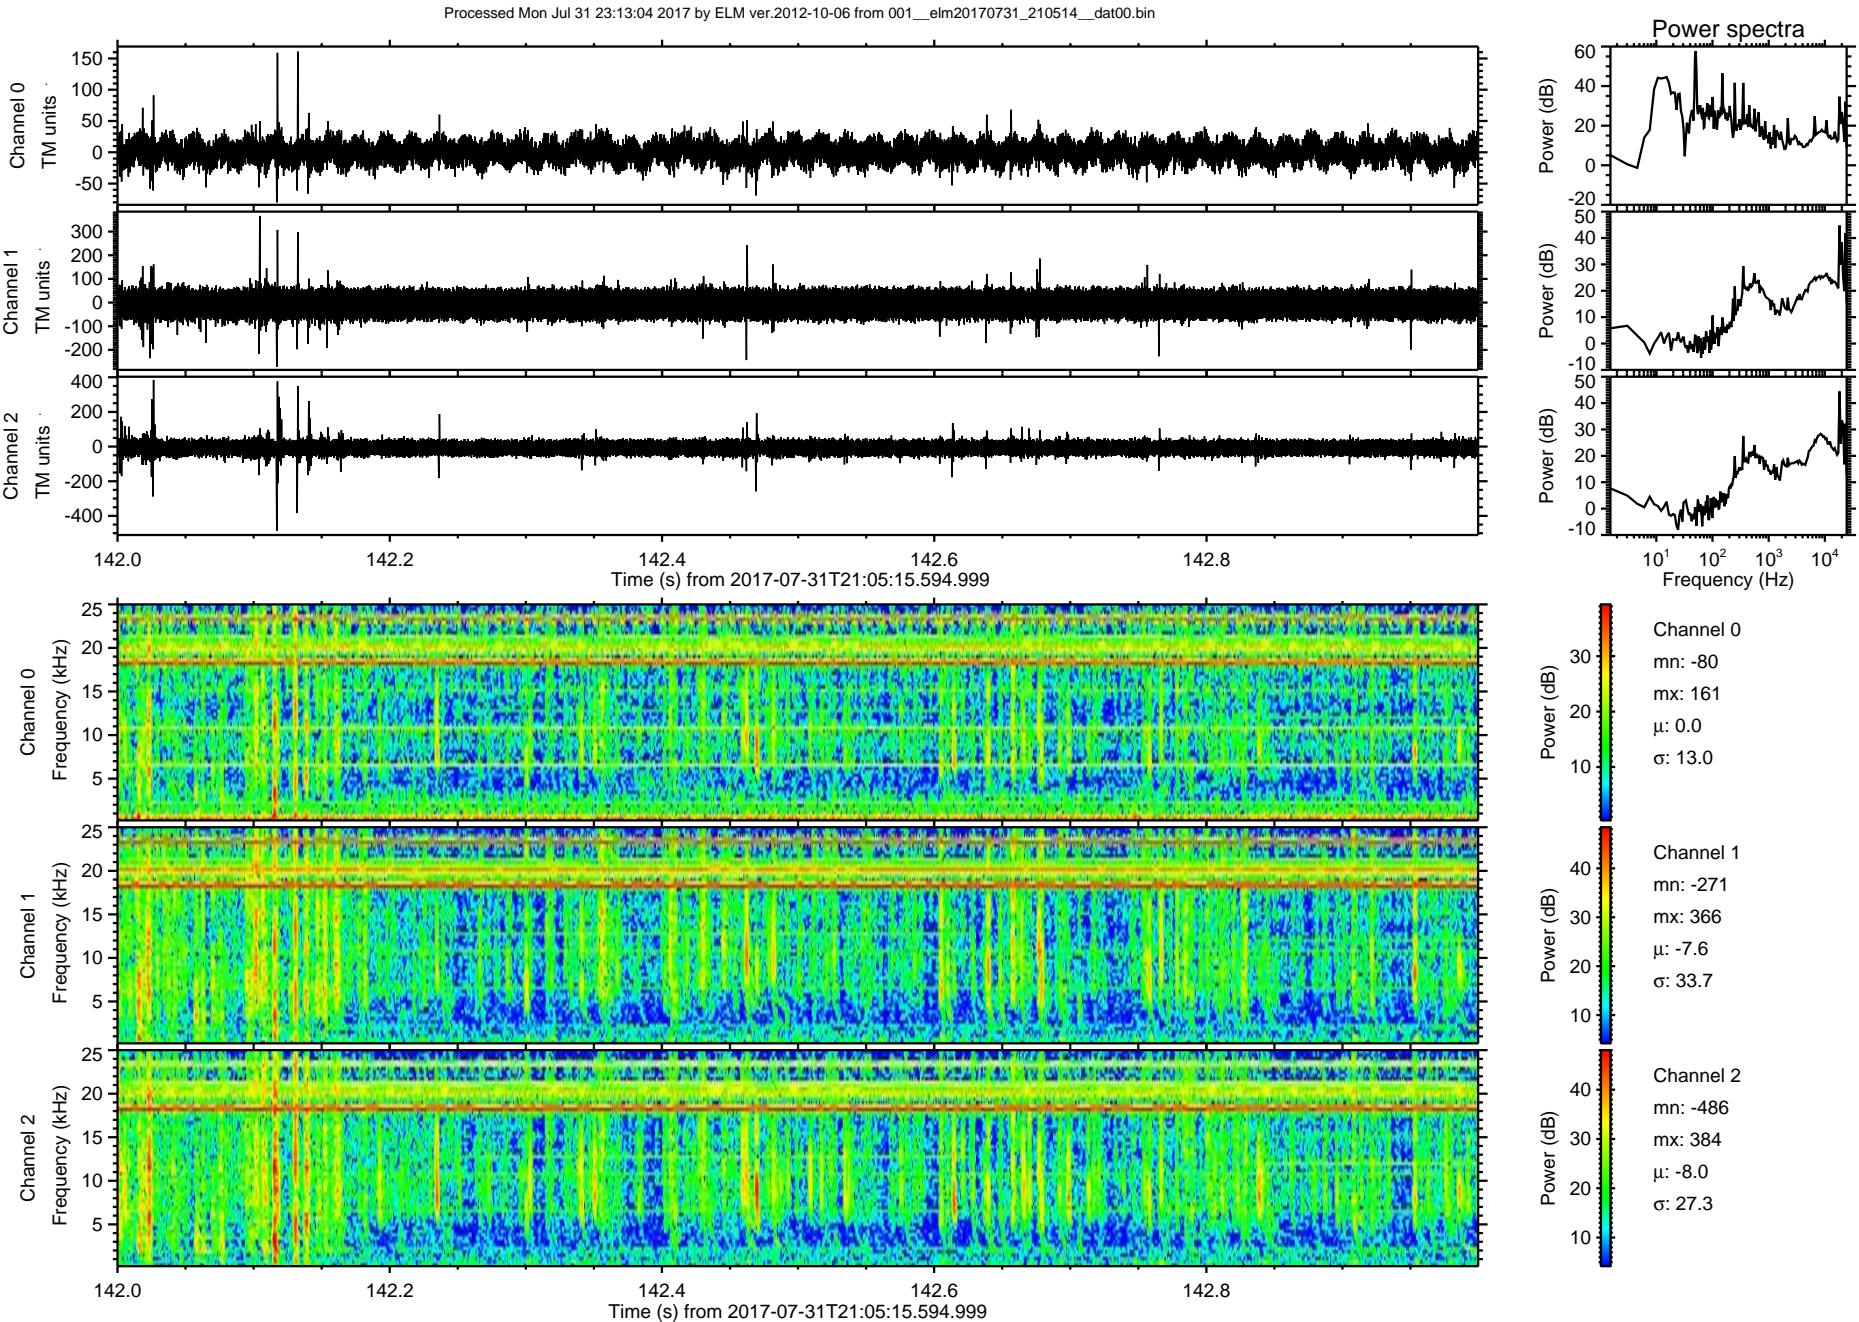 Processed Mon Jul 31 23:13:04 2017 by ELM ver.2012-10-06 from 001__elm20170731_210514__dat00.bin
Power spectra
Channel 0
TM units
150
100
50
0
-50
Power (dB)
60
40
20
0
-20
Channel 1
TM units
300
200
100
0
-100
-200
Power (dB)
50
40
30
20
10
0
-10
Channel 2
TM units
400
200
0
-200
-400
Power (dB)
50
40
30
20
10
0
-10
142.0 142.2 142.4 142.6 142.8
Time (s) from 2017-07-31T21:05:15.594.999
10¹ 10² 10³ 10⁴
Frequency (Hz)
Channel 0
Frequency (kHz)
25
20
15
10
5
Power (dB)
30
20
10
Channel 0
mn: -80
mx: 161
µ: 0.0
σ: 13.0
Channel 1
Frequency (kHz)
25
20
15
10
5
Power (dB)
40
30
20
10
Channel 1
mn: -271
mx: 366
µ: -7.6
σ: 33.7
Channel 2
Frequency (kHz)
25
20
15
10
5
Power (dB)
40
30
20
10
Channel 2
mn: -486
mx: 384
µ: -8.0
σ: 27.3
142.0 142.2 142.4 142.6 142.8
Time (s) from 2017-07-31T21:05:15.594.999